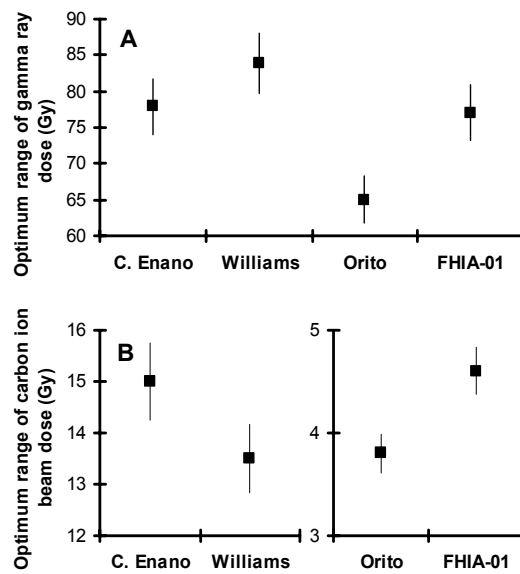 Optimum range of gamma ray
dose (Gy)
A
90
85
80
75
70
65
60
C. Enano Williams Orito FHIA-01
Optimum range of carbon ion
beam dose (Gy)
B
16
15
14
13
12
C. Enano Williams
5
4
3
Orito FHIA-01